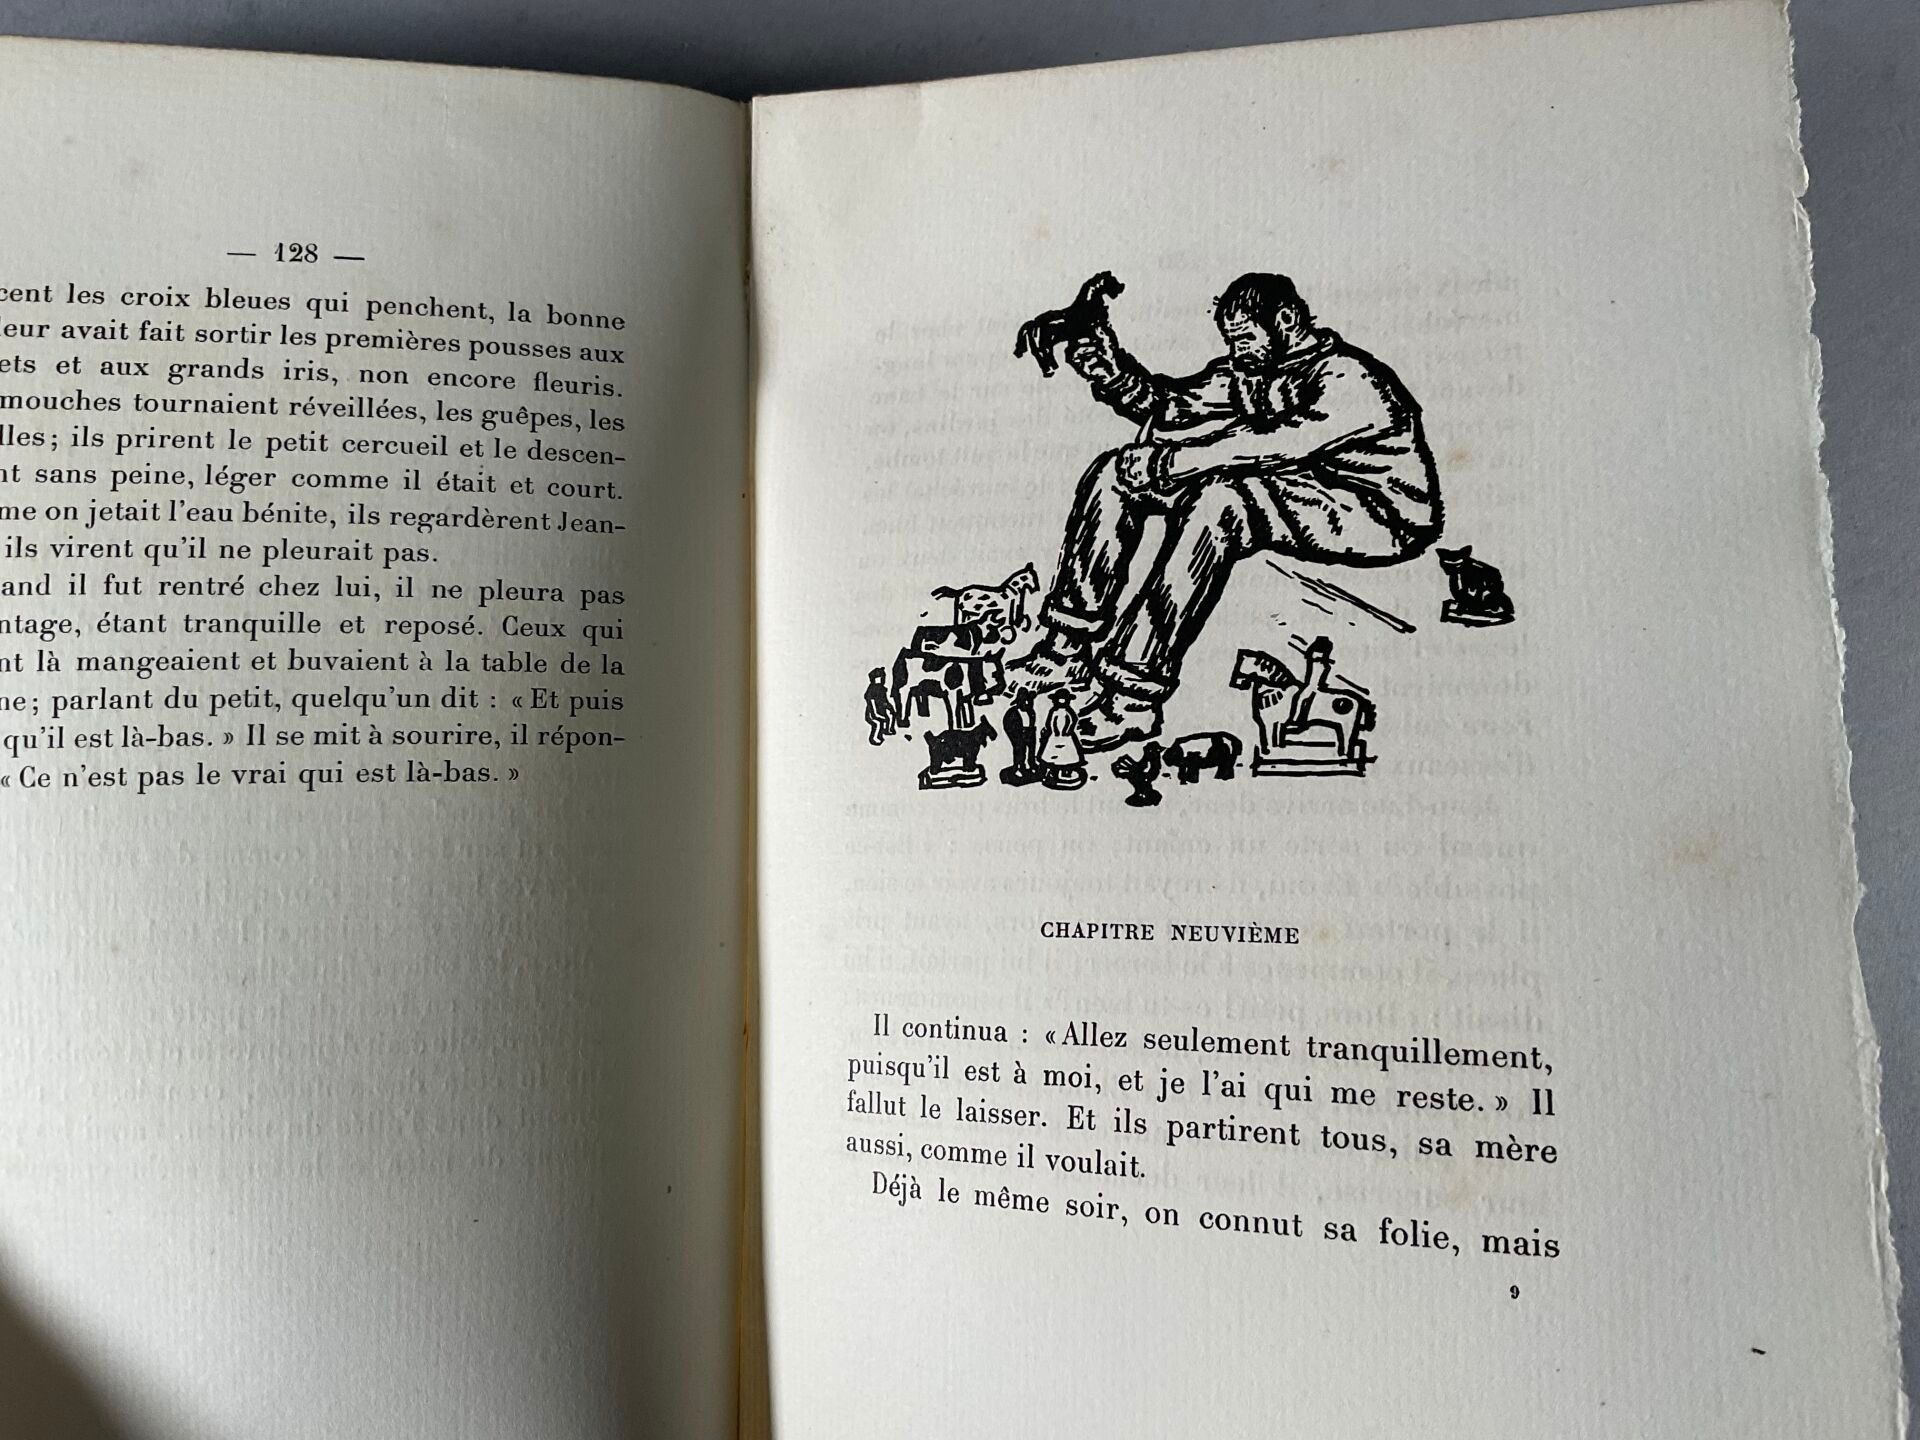 — 128 —
cent les croix bleues qui penchent, la bonne
leur avait fait sortir les premières pousses aux
ets et aux grands iris, non encore fleuris.
mouches tournaient réveillées, les guêpes, les
lles; ils prirent le petit cercueil et le descen-
nt sans peine, léger comme il était et court.
me on jetait l'eau bénite, ils regardèrent Jean-
ils virent qu'il ne pleurait pas.
and il fut rentré chez lui, il ne pleura pas
ntage, étant tranquille et reposé. Ceux qui
nt là mangeaient et buvaient à la table de la
ne; parlant du petit, quelqu'un dit : « Et puis
qu'il est là-bas. » Il se mit à sourire, il répon-
« Ce n'est pas le vrai qui est là-bas. »
CHAPITRE NEUVIÈME
Il continua : « Allez seulement tranquillement,
puisqu'il est à moi, et je l'ai qui me reste. » Il
fallut le laisser. Et ils partirent tous, sa mère
aussi, comme il voulait.
Déjà le même soir, on connut sa folie, mais
9